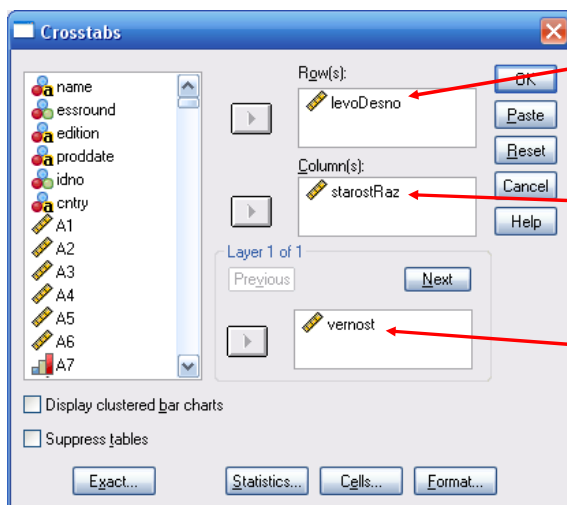 Crosstabs
name
essround
edition
proddate
idno
cntry
A1
A2
A3
A4
A5
A6
A7
Row(s):
levoDesno
Column(s):
starostRaz
Layer 1 of 1
Previous
Next
vernost
OK
Paste
Reset
Cancel
Help
Display clustered bar charts
Suppress tables
Exact...
Statistics...
Cells...
Format...